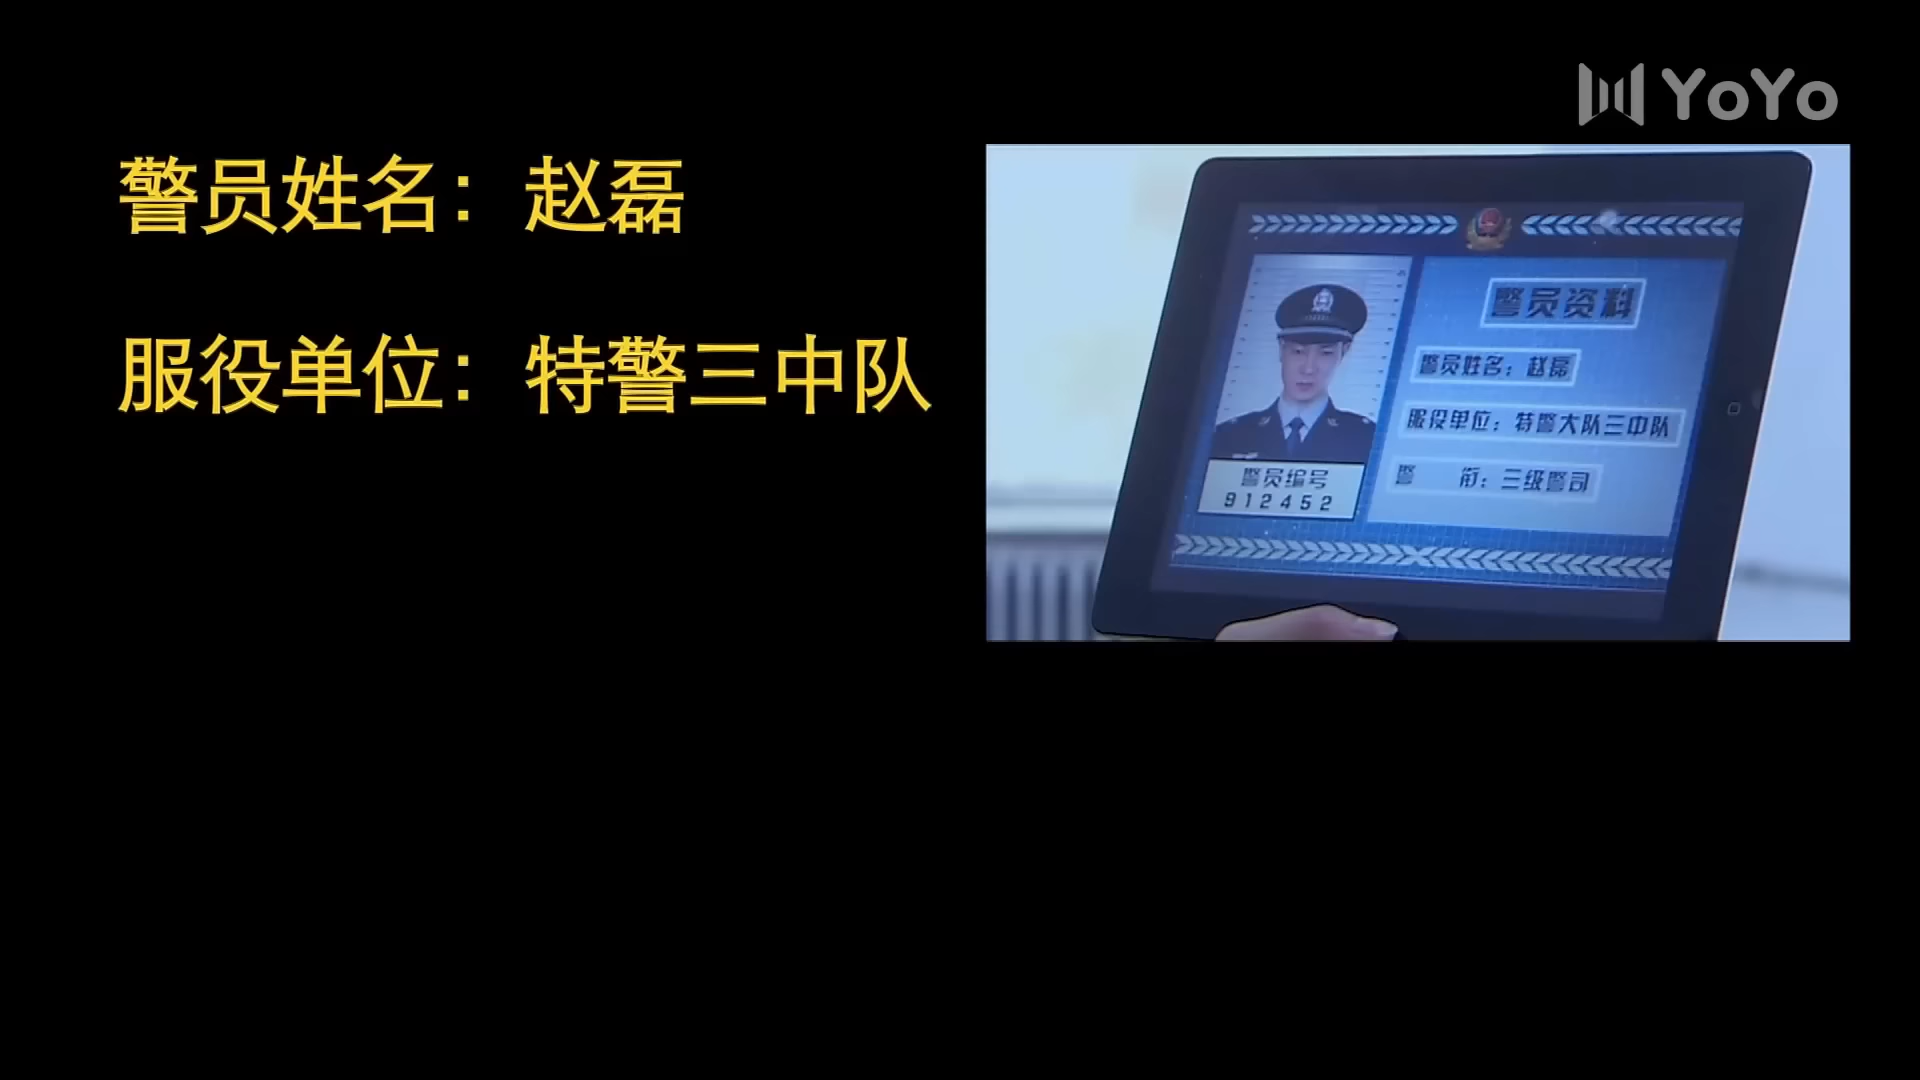 YoYo
警员姓名：赵磊
服役单位：特警三中队
警员资料
警员姓名：赵磊
服役单位：特警大队三中队
警 衔：三级警司
警员编号
912452